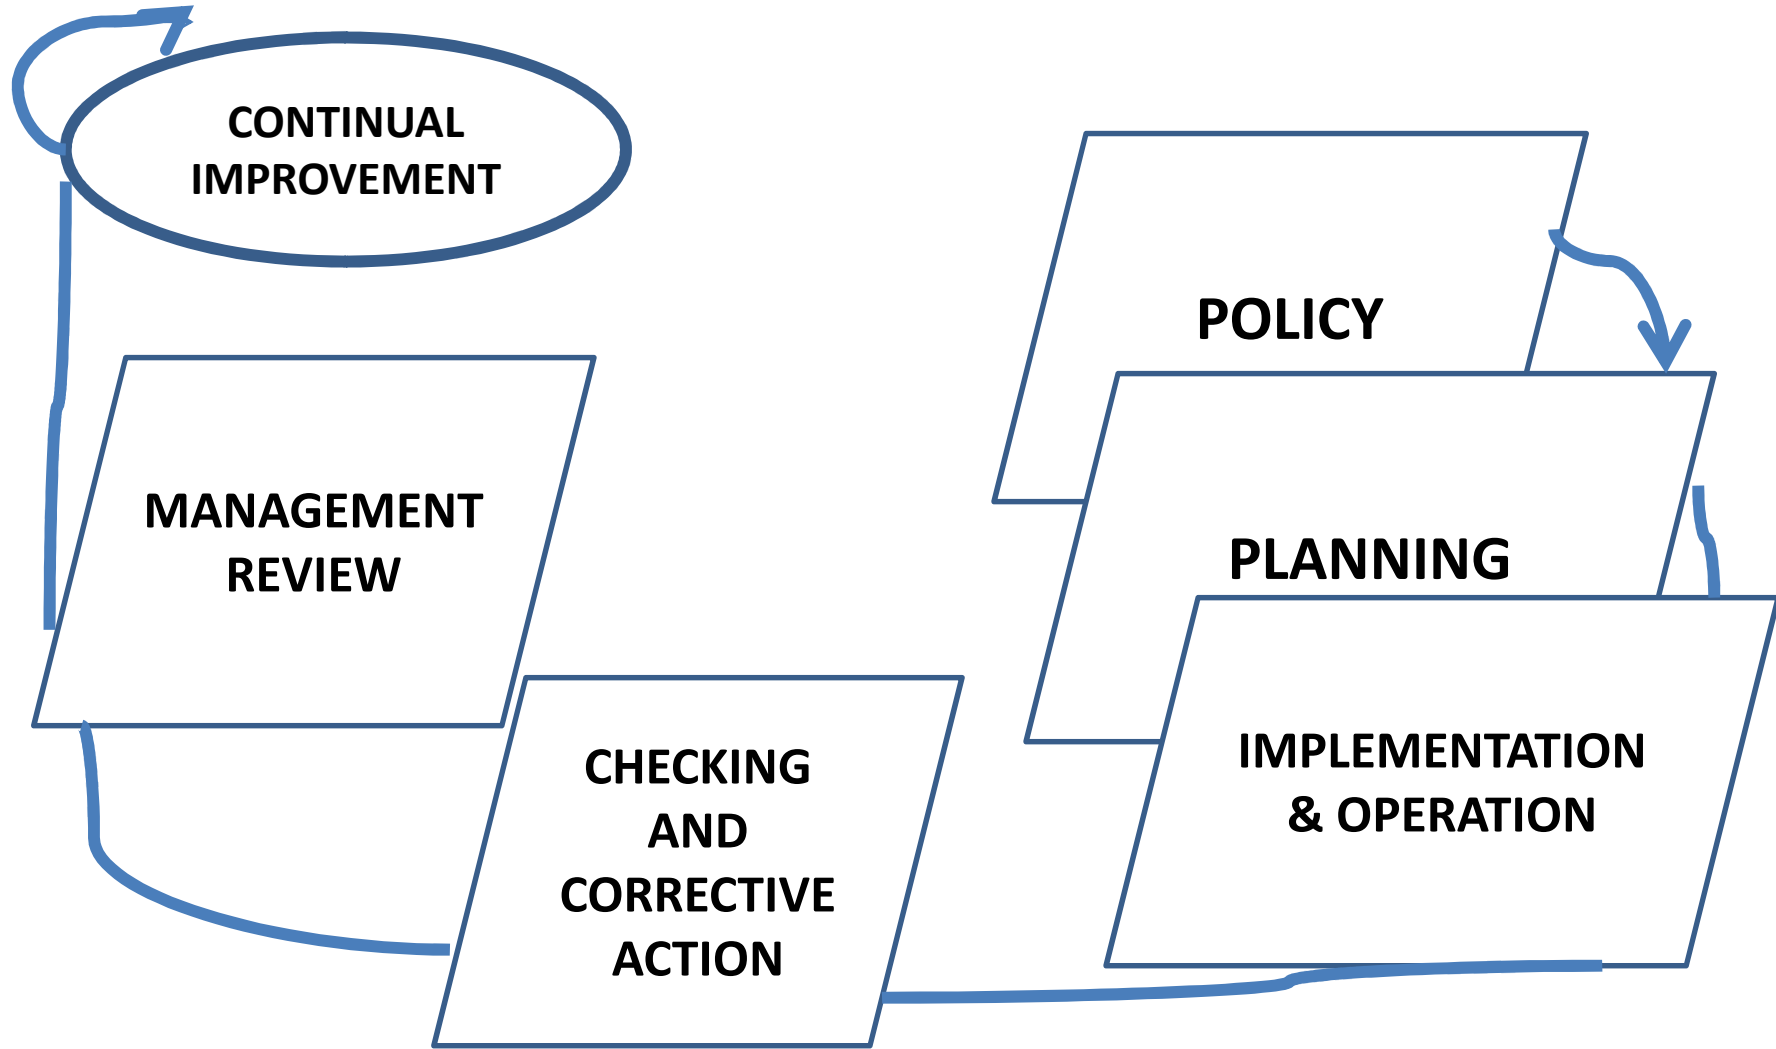 CONTINUAL
IMPROVEMENT
POLICY
PLANNING
IMPLEMENTATION
& OPERATION
CHECKING
AND
CORRECTIVE
ACTION
MANAGEMENT
REVIEW